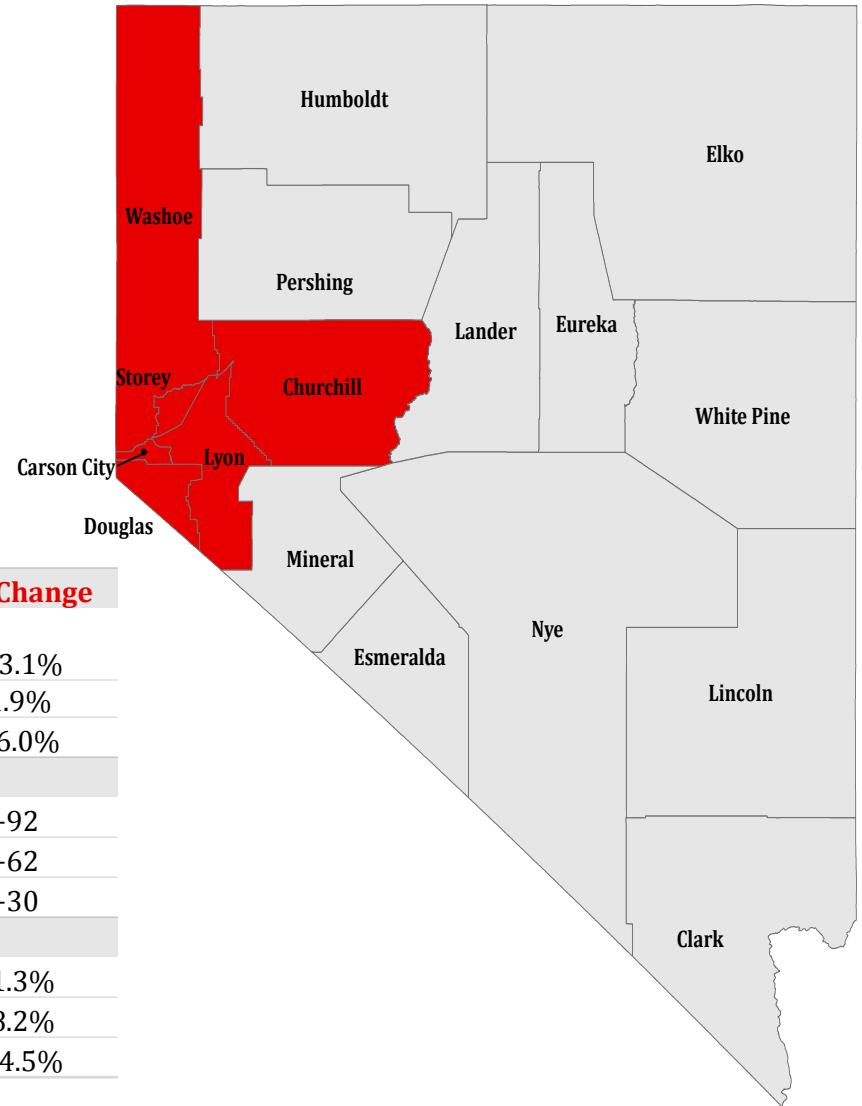 Humboldt
Elko
Washoe
Pershing
Lander
Eureka
Storey
Churchill
White Pine
Lyon
Carson City
Douglas
Mineral
Nye
Esmeralda
Lincoln
Clark
Change
3.1%
.9%
6.0%
-92
-62
-30
.3%
.2%
4.5%